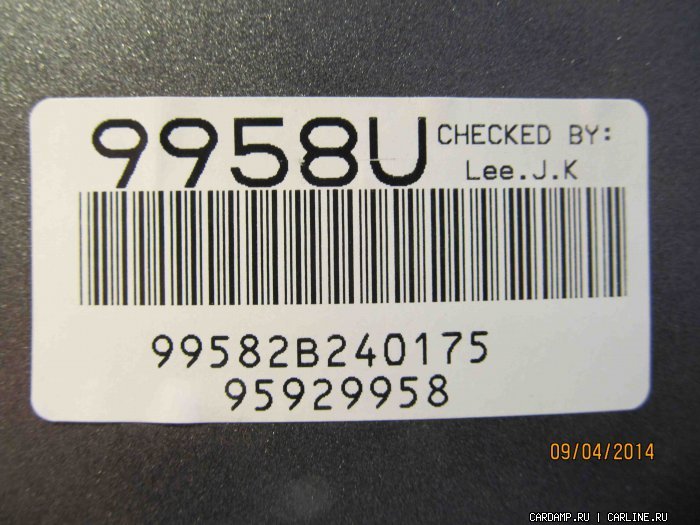 9958U
CHECKED BY:
Lee.J.K
99582B240175
95929958
09/04/2014
CARDAMP.RU | CARLINE.RU